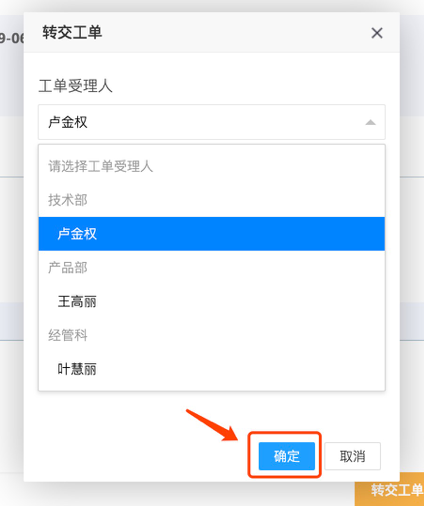 9-06
转交工单
工单受理人
卢金权
请选择工单受理人
技术部
卢金权
产品部
王高丽
经管科
叶慧丽
确定
取消
转交工单